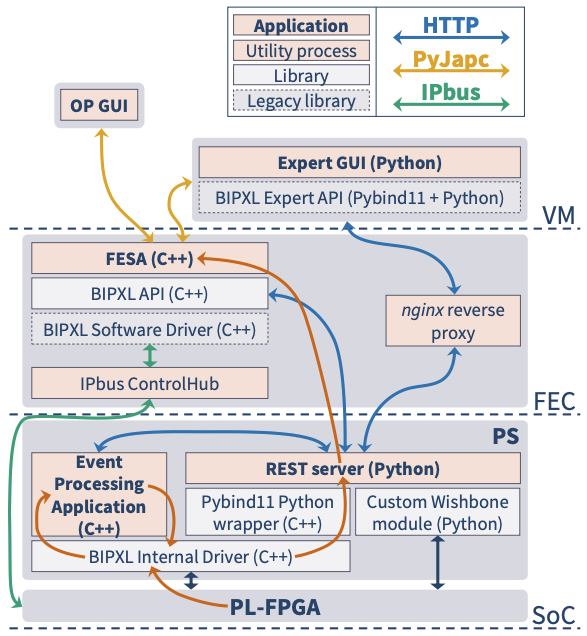 Application
Utility process
Library
Legacy library
HTTP
PyJapc
IPbus
OP GUI
Expert GUI (Python)
BIPXL Expert API (Pybind11 + Python)
VM
FESA (C++)
BIPXL API (C++)
BIPXL Software Driver (C++)
IPbus ControlHub
nginx reverse
proxy
FEC
PS
Event
Processing
Application
(C++)
REST server (Python)
Pybind11 Python
wrapper (C++)
Custom Wishbone
module (Python)
BIPXL Internal Driver (C++)
PL-FPGA
SoC